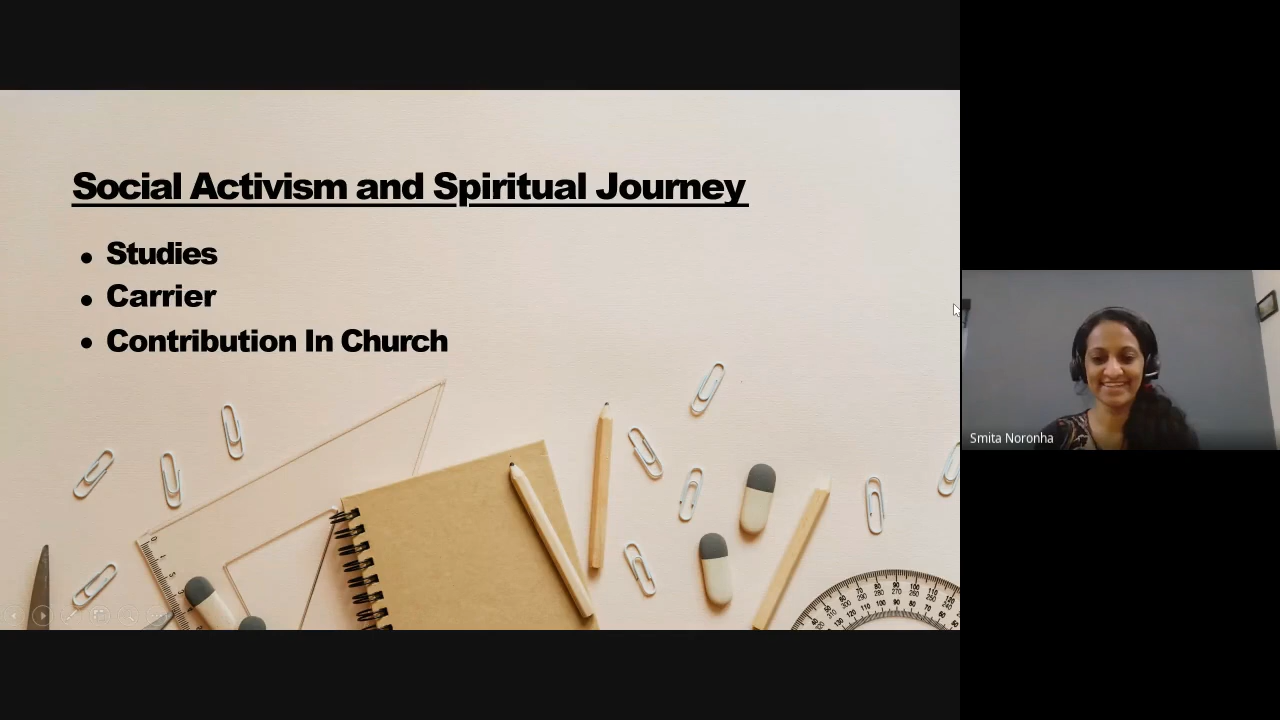 Social Activism and Spiritual Journey
Studies
Carrier
Contribution In Church
Smita Noronha